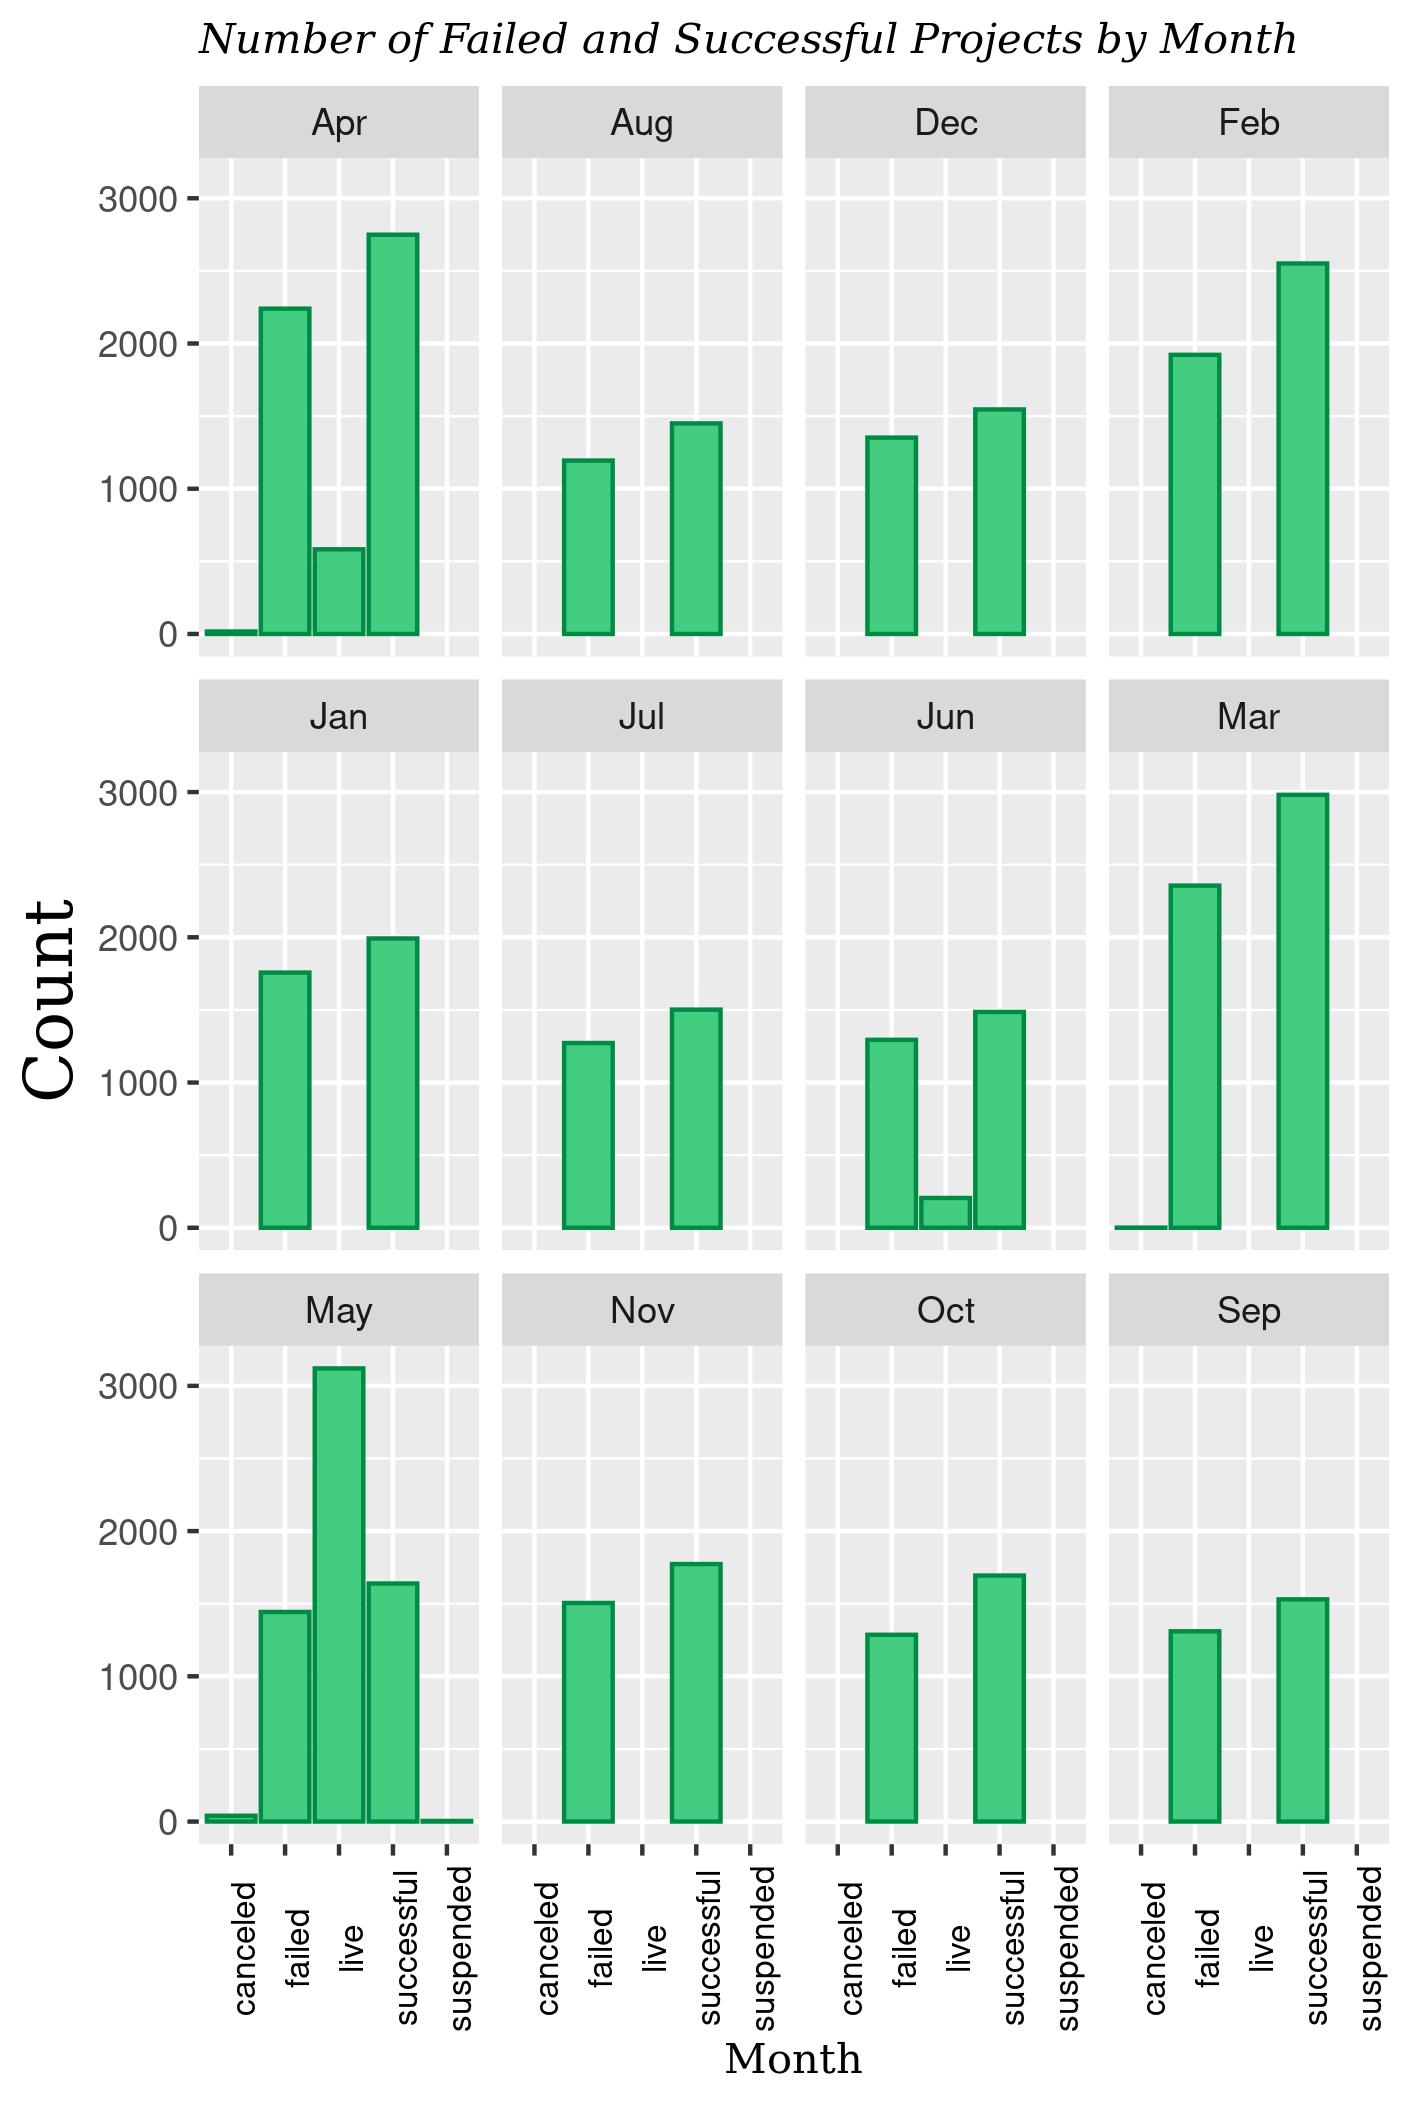 Number of Failed and Successful Projects by Month
Apr Aug Dec Feb
3000
2000
1000
0
Jan Jul Jun Mar
3000
2000
1000
0
Count
May Nov Oct Sep
3000
2000
1000
0
canceled failed live successful suspended canceled failed live successful suspended canceled failed live successful suspended canceled failed live successful suspended
Month